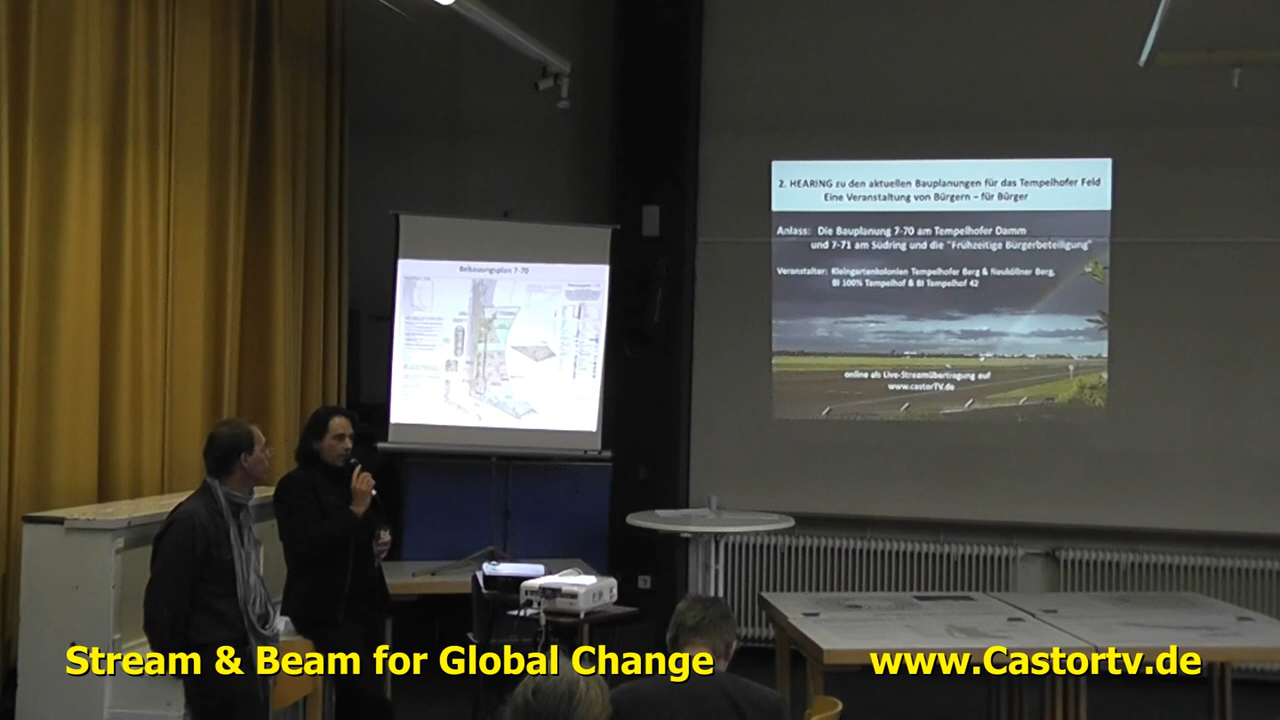 2. HEARING zu den aktuellen Bauplanungen für das Tempelhofer Feld
Eine Veranstaltung von Bürgern – für Bürger
Anlass: Die Bauplanung 7-70 am Tempelhofer Damm
und 7-71 am Südring und die "Frühzeitige Bürgerbeteiligung"
Veranstalter: Kleingartenkolonien Tempelhofer Berg & Neuköllner Berg,
BI 100% Tempelhof & BI Tempelhof 42
online als Live-Streamübertragung auf
www.castorTV.de
Bebauungsplan 7-70
Stream & Beam for Global Change
www.Castortv.de